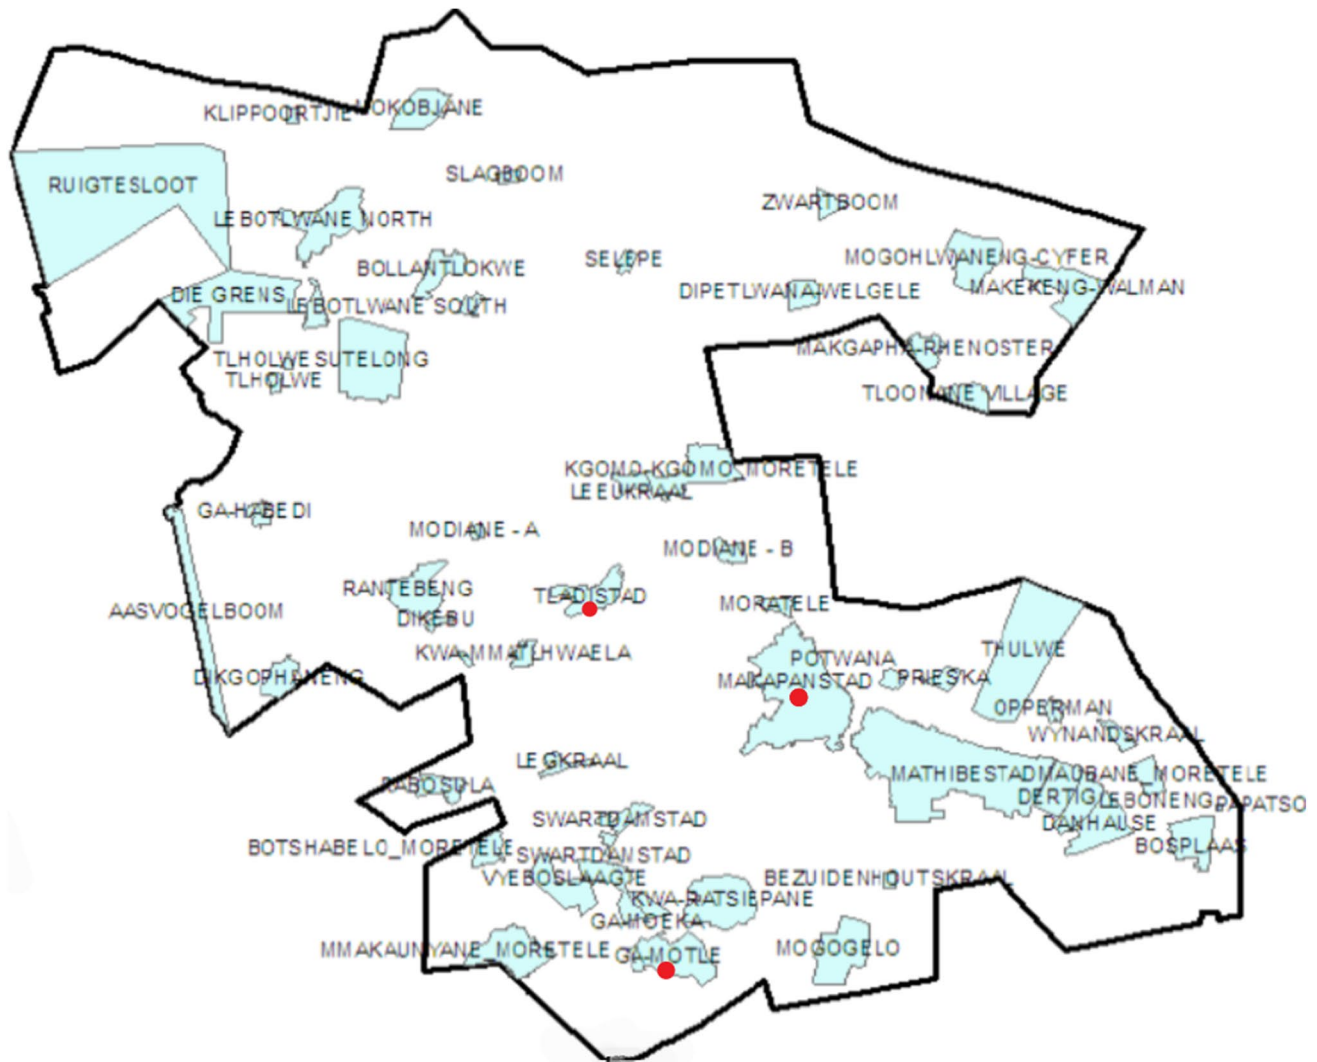 KLIPPOORTJIE
MOKOBJANE
SLAGBOOM
RUIGTESLOOT
ZWARTBOOM
LEBOTLWANE NORTH
MOGOHLWANENG-CYFER
SELEPE
BOLLANTLOKWE
MAKEKENG-WALMAN
DIPETLWANA-WELGELE
DIE GRENS
LEBOTLWANE SOUTH
MAKGAPHA-RHENOSTER
TLHOLWE
SUTELONG
TLHOLWE
TLOONANE VILLAGE
KGOMO-KGOMO_MORETELE
LEEUKRAAL
GA-HABEDI
MODIANE - A
MODIANE - B
RANTEBENG
TLADISTAD
MORATELE
AASVOGELBOOM
DIKEBU
THULWE
KWA-MMATLHWAELA
POTWANA
DIKGOPHANENG
MAKAPANSTAD
PRIESKA
OPPERMAN
WYNANDSKRAAL
LEGKRAAL
MATHIBESTAD
MAUBANE_MORETELE
RABOSULA
DERTIG
LEBONENG
PAPATSO
SWARTDAMSTAD
DANHAUSE
BOTSHABELO_MORETELE
BOSPLAAS
SWARTDAMSTAD
VYEBOSLAAGTE
BEZUIDENHOUTSKRAAL
KWA-RATSIEPANE
GA-MOEKA
MMAKAUNYANE_MORETELE
GA-MOTLE
MOGOGELO